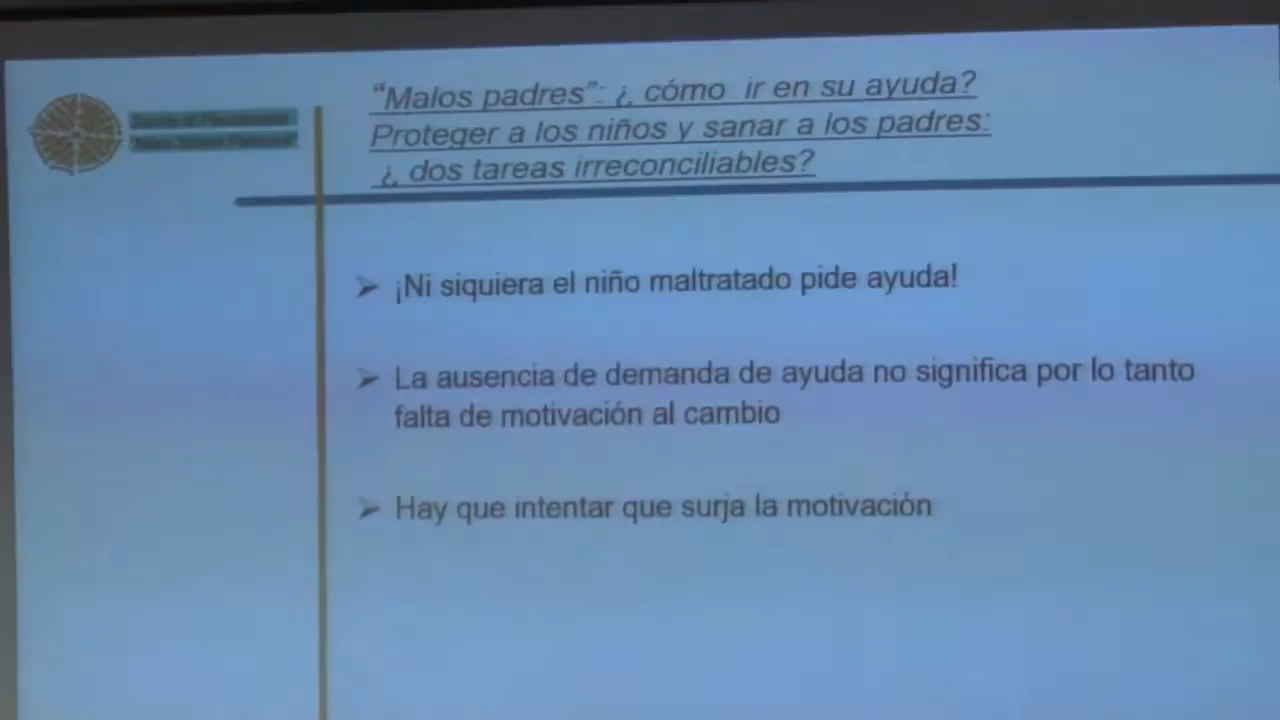 “Malos padres”: ¿ cómo ir en su ayuda?
Proteger a los niños y sanar a los padres:
¿ dos tareas irreconciliables?
➢ ¡Ni siquiera el niño maltratado pide ayuda!
➢ La ausencia de demanda de ayuda no significa por lo tanto
falta de motivación al cambio
➢ Hay que intentar que surja la motivación